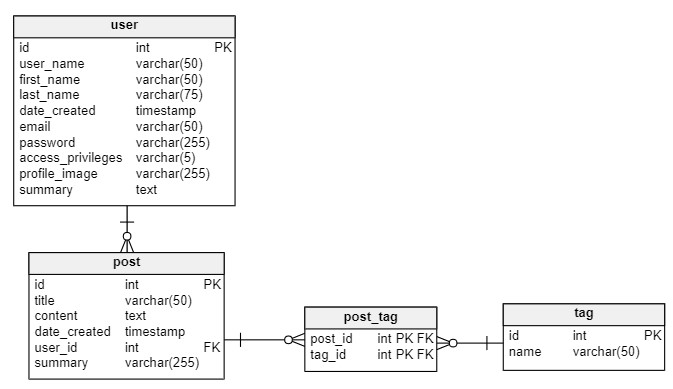 user
id int PK
user_name varchar(50)
first_name varchar(50)
last_name varchar(75)
date_created timestamp
email varchar(50)
password varchar(255)
access_privileges varchar(5)
profile_image varchar(255)
summary text
post
id int PK
title varchar(50)
content text
date_created timestamp
user_id int FK
summary varchar(255)
post_tag
post_id int PK FK
tag_id int PK FK
tag
id int PK
name varchar(50)